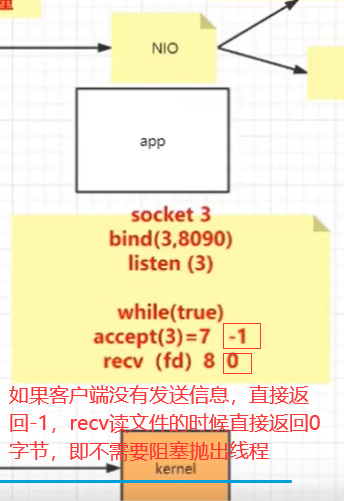 NIO
app
socket 3
bind(3,8090)
listen (3)
while(true)
accept(3)=7 -1
recv (fd) 8 0
如果客户端没有发送信息，直接返
回-1，recv读文件的时候直接返回0
字节，即不需要阻塞抛出线程
kernel